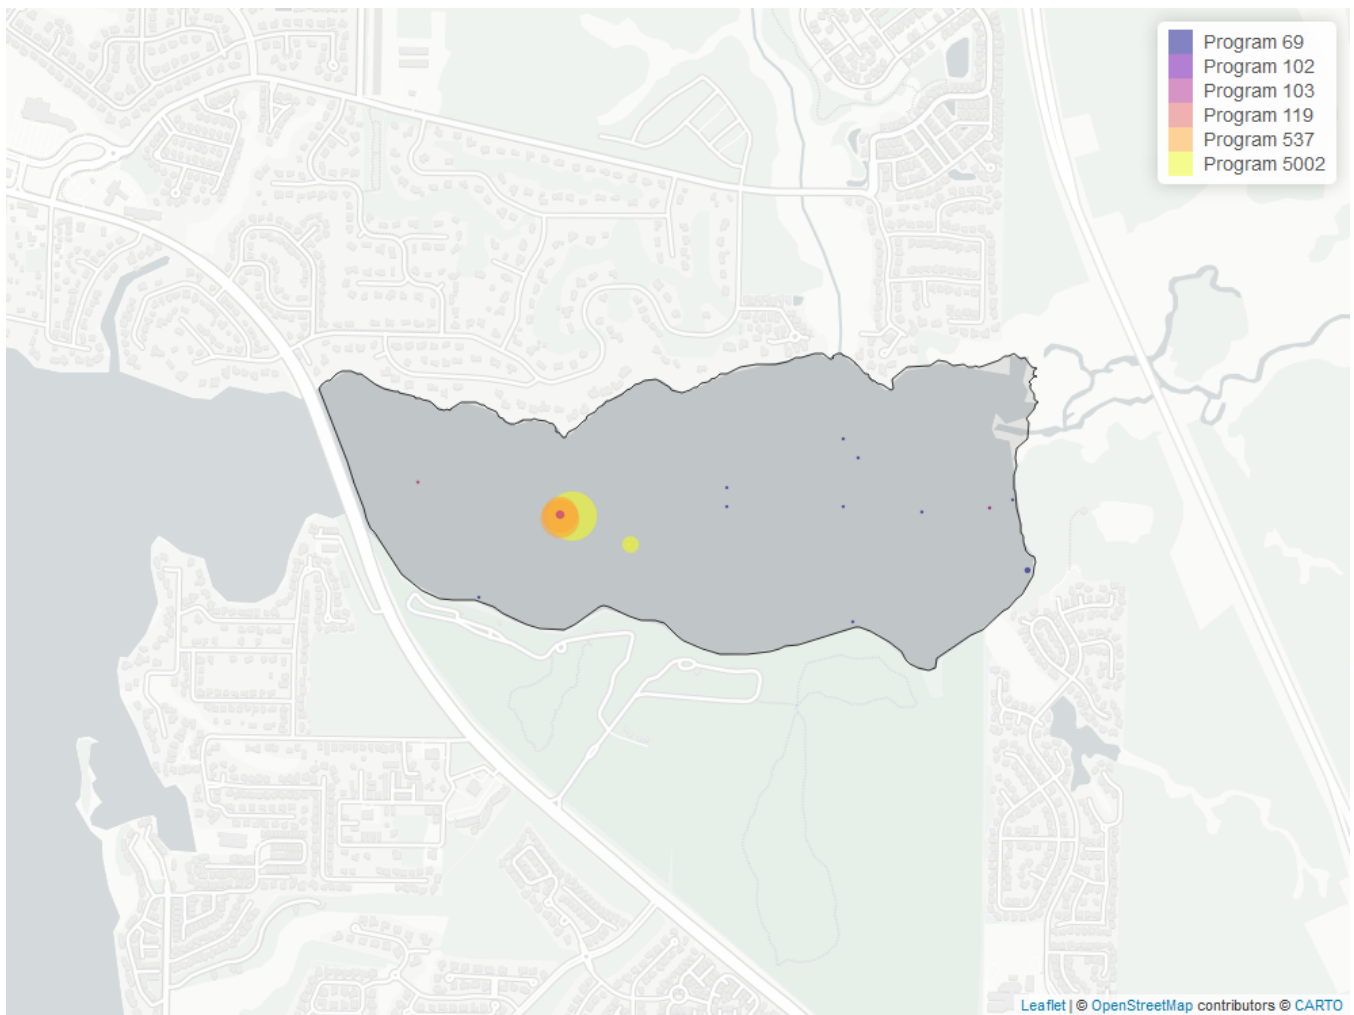 Program 69
Program 102
Program 103
Program 119
Program 537
Program 5002
Leaflet | © OpenStreetMap contributors © CARTO